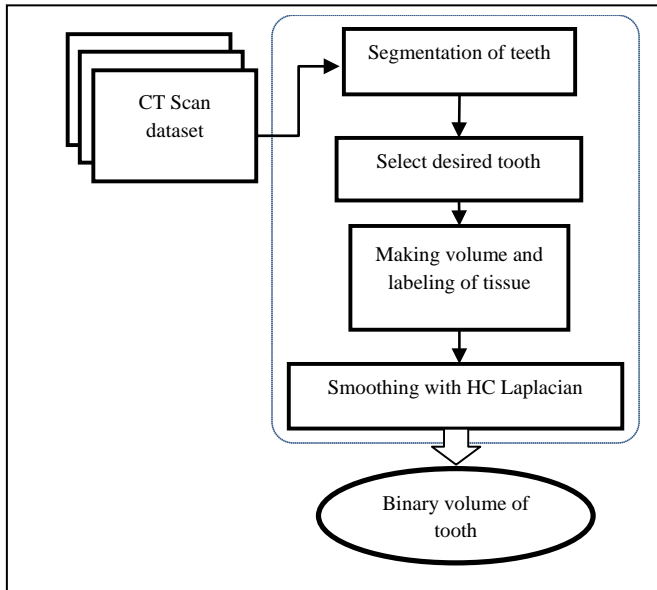 CT Scan
dataset
Segmentation of teeth
Select desired tooth
Making volume and
labeling of tissue
Smoothing with HC Laplacian
Binary volume of
tooth